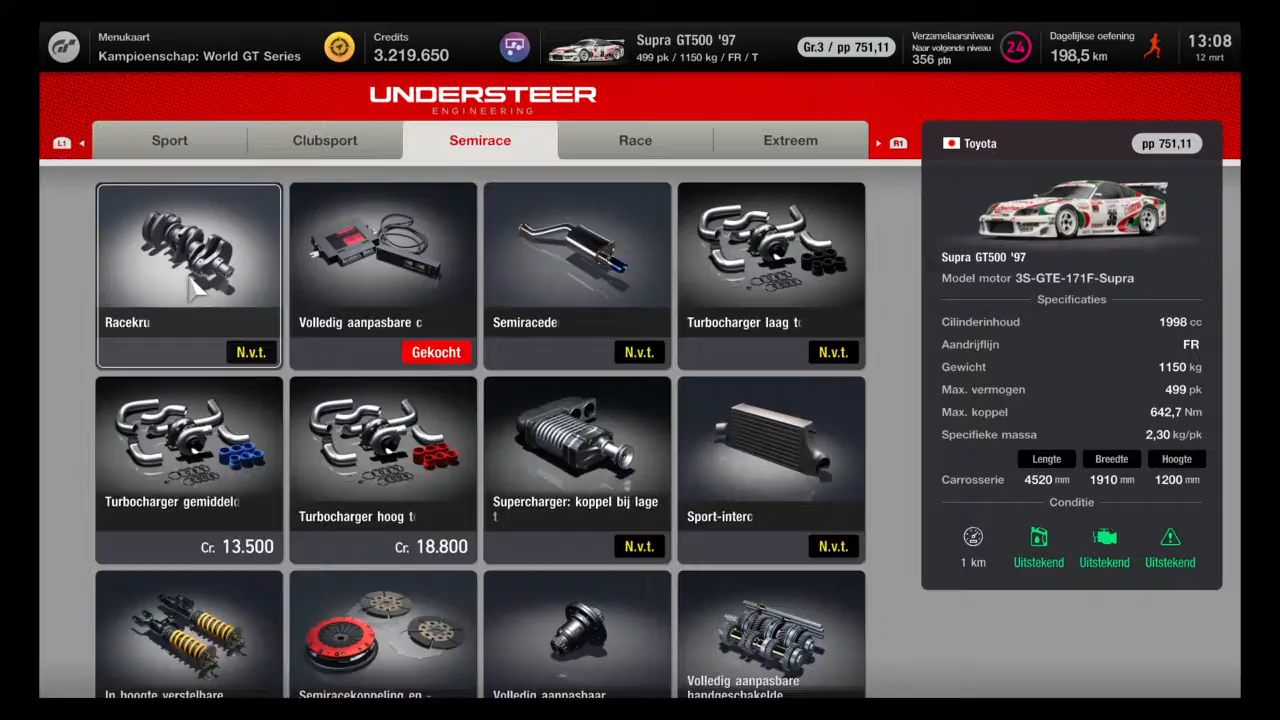 Menukaart
Kampioenschap: World GT Series
Credits
3.219.650
Supra GT500 '97
499 pk / 1150 kg / FR / T
Gr.3 / pp 751,11
Verzamelaarsniveau
Naar volgende niveau
356 ptn
24
Dagelijkse oefening
198,5 km
13:08
12 mrt
UNDERSTEER
ENGINEERING
L1
Sport
Clubsport
Semirace
Race
Extreem
R1
Racekru
N.v.t.
Volledig aanpasbare c
Gekocht
Semiracede
N.v.t.
Turbocharger laag t
N.v.t.
Turbocharger gemiddeld
Cr. 13.500
Turbocharger hoog t
Cr. 18.800
Supercharger: koppel bij lage
t
N.v.t.
Sport-interc
N.v.t.
In hoogte verstelbare
Semiracekoppeling en -
Volledig aanpasbaar
Volledig aanpasbare
handgeschakelde
Toyota
pp 751,11
Supra GT500 '97
Model motor 3S-GTE-171F-Supra
Specificaties
Cilinderinhoud 1998 cc
Aandrijflijn FR
Gewicht 1150 kg
Max. vermogen 499 pk
Max. koppel 642,7 Nm
Specifieke massa 2,30 kg/pk
Lengte Breedte Hoogte
Carrosserie 4520 mm 1910 mm 1200 mm
Conditie
1 km Uitstekend Uitstekend Uitstekend